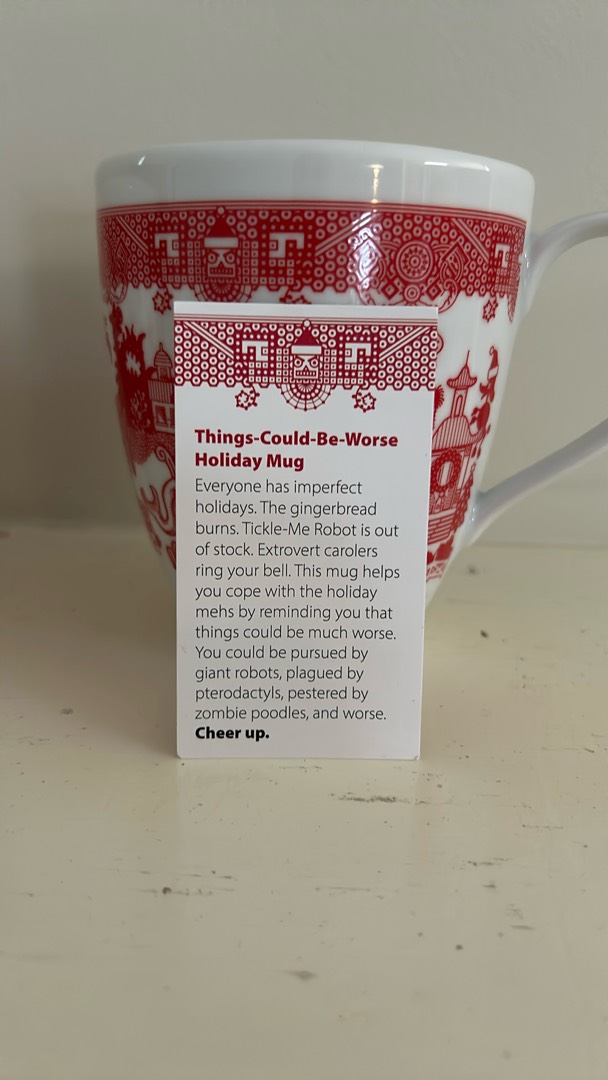 Things-Could-Be-Worse
Holiday Mug
Everyone has imperfect
holidays. The gingerbread
burns. Tickle-Me Robot is out
of stock. Extrovert carolers
ring your bell. This mug helps
you cope with the holiday
mehs by reminding you that
things could be much worse.
You could be pursued by
giant robots, plagued by
pterodactyls, pestered by
zombie poodles, and worse.
Cheer up.